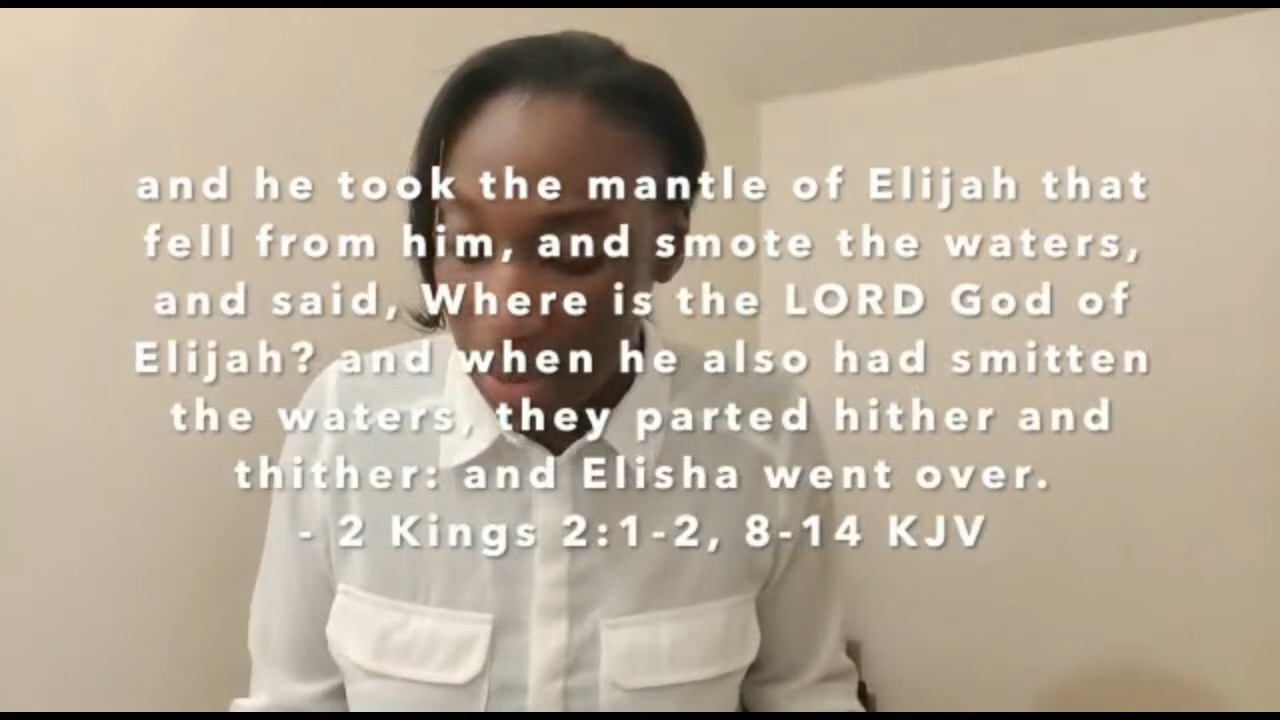 and he took the mantle of Elijah that
fell from him, and smote the waters,
and said, Where is the LORD God of
Elijah? and when he also had smitten
the waters, they parted hither and
thither: and Elisha went over.
- 2 Kings 2:1-2, 8-14 KJV